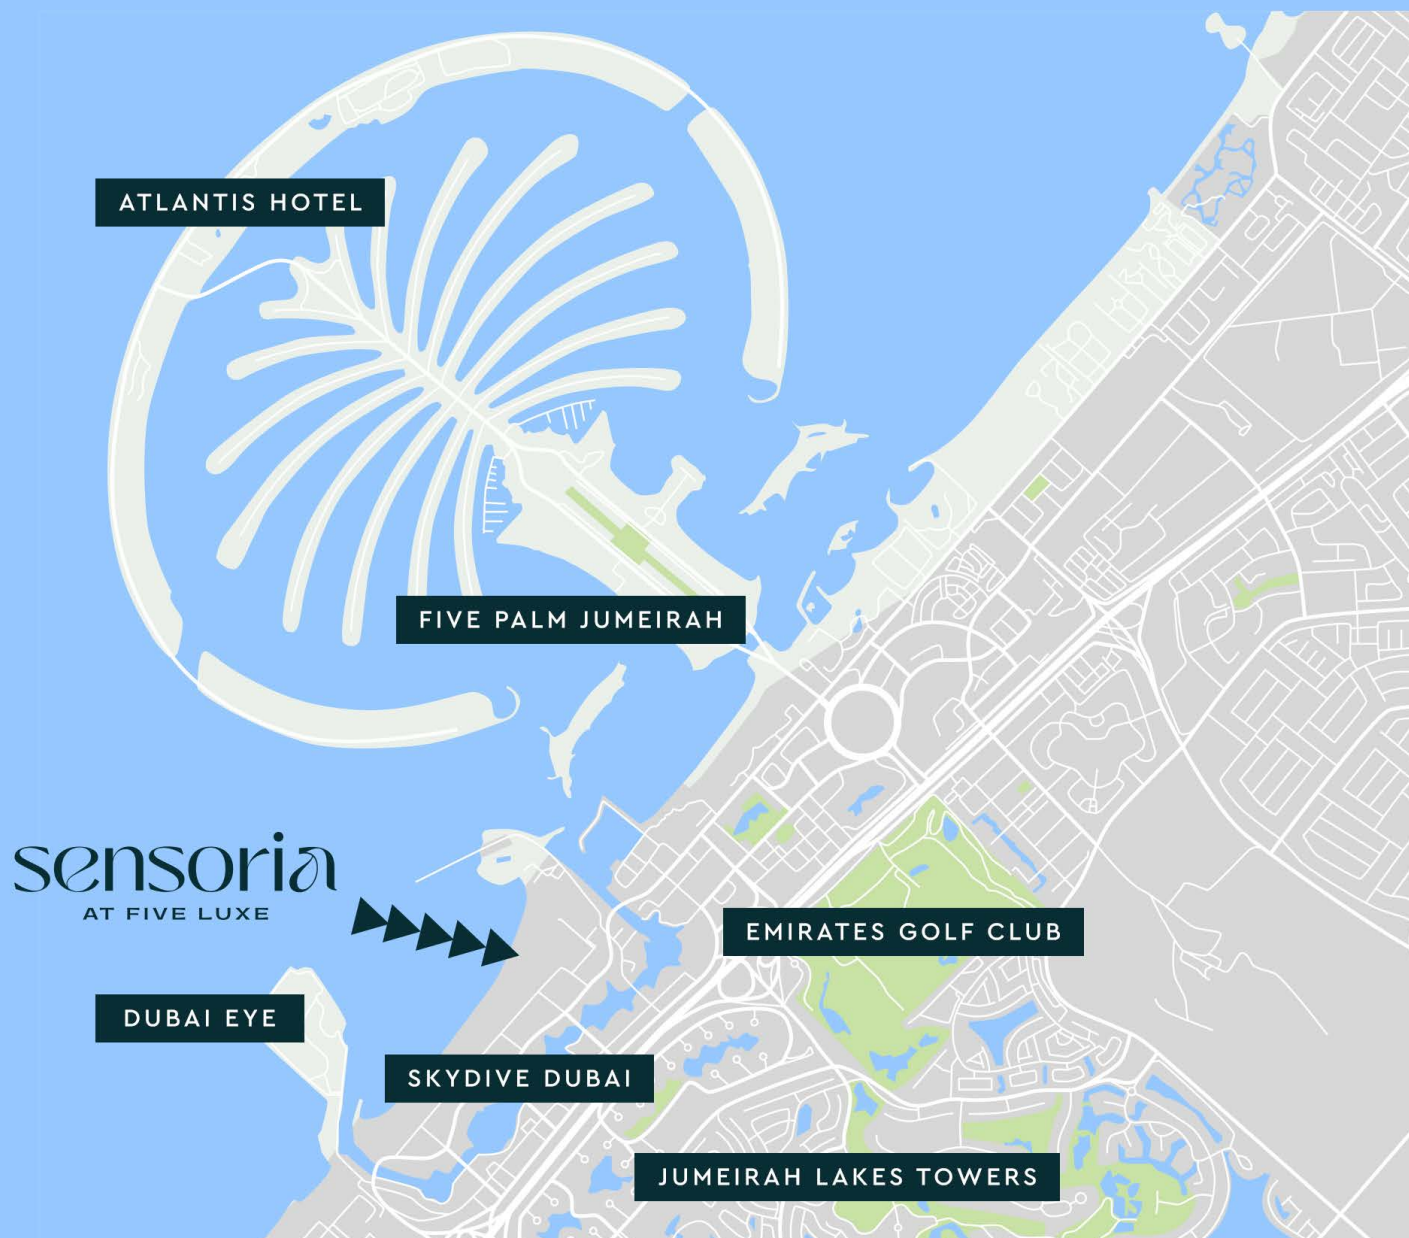 ATLANTIS HOTEL
FIVE PALM JUMEIRAH
sensoria
AT FIVE LUXE
EMIRATES GOLF CLUB
DUBAI EYE
SKYDIVE DUBAI
JUMEIRAH LAKES TOWERS